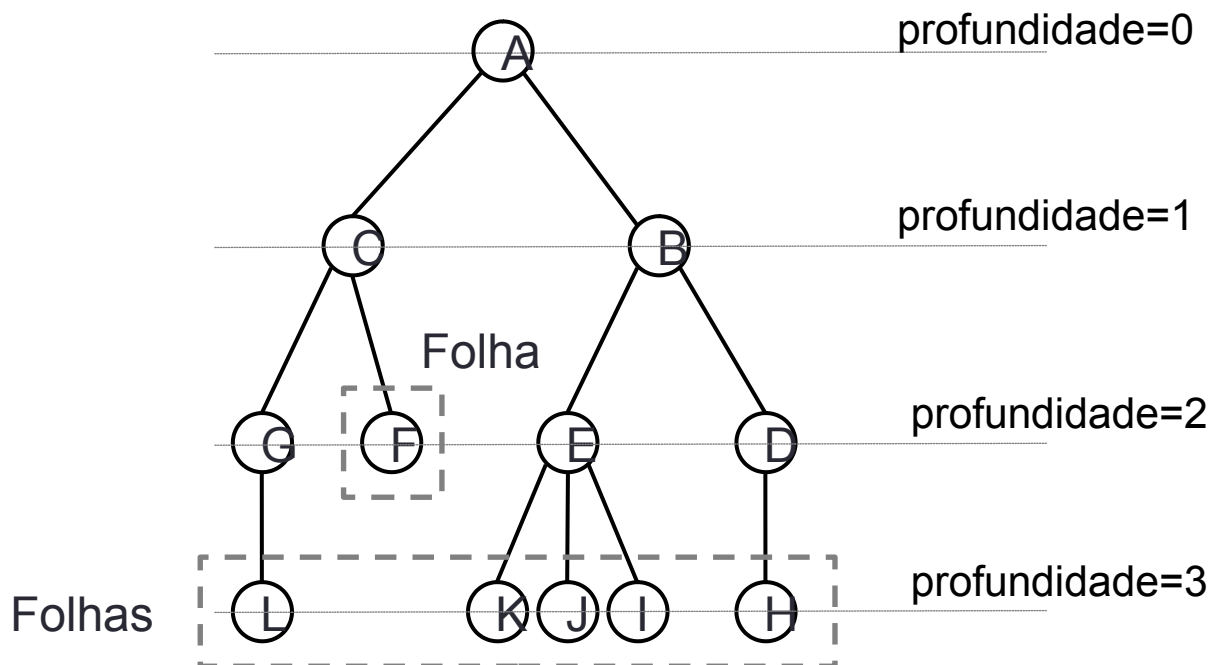 A
profundidade=0
C
B
profundidade=1
Folha
G
F
E
D
profundidade=2
Folhas
L
K
J
I
H
profundidade=3